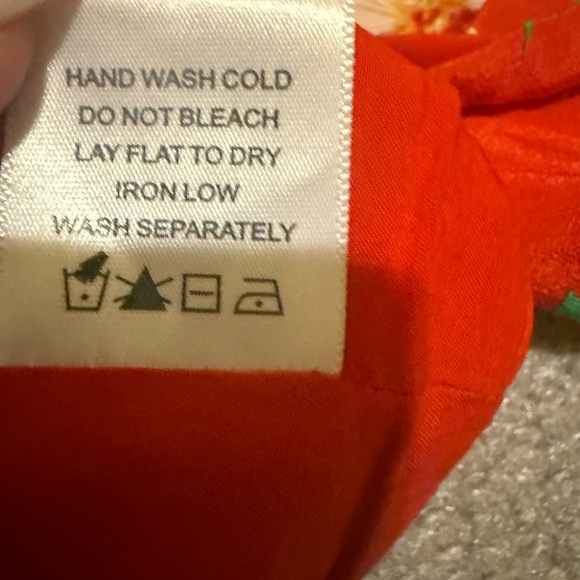 HAND WASH COLD
DO NOT BLEACH
LAY FLAT TO DRY
IRON LOW
WASH SEPARATELY